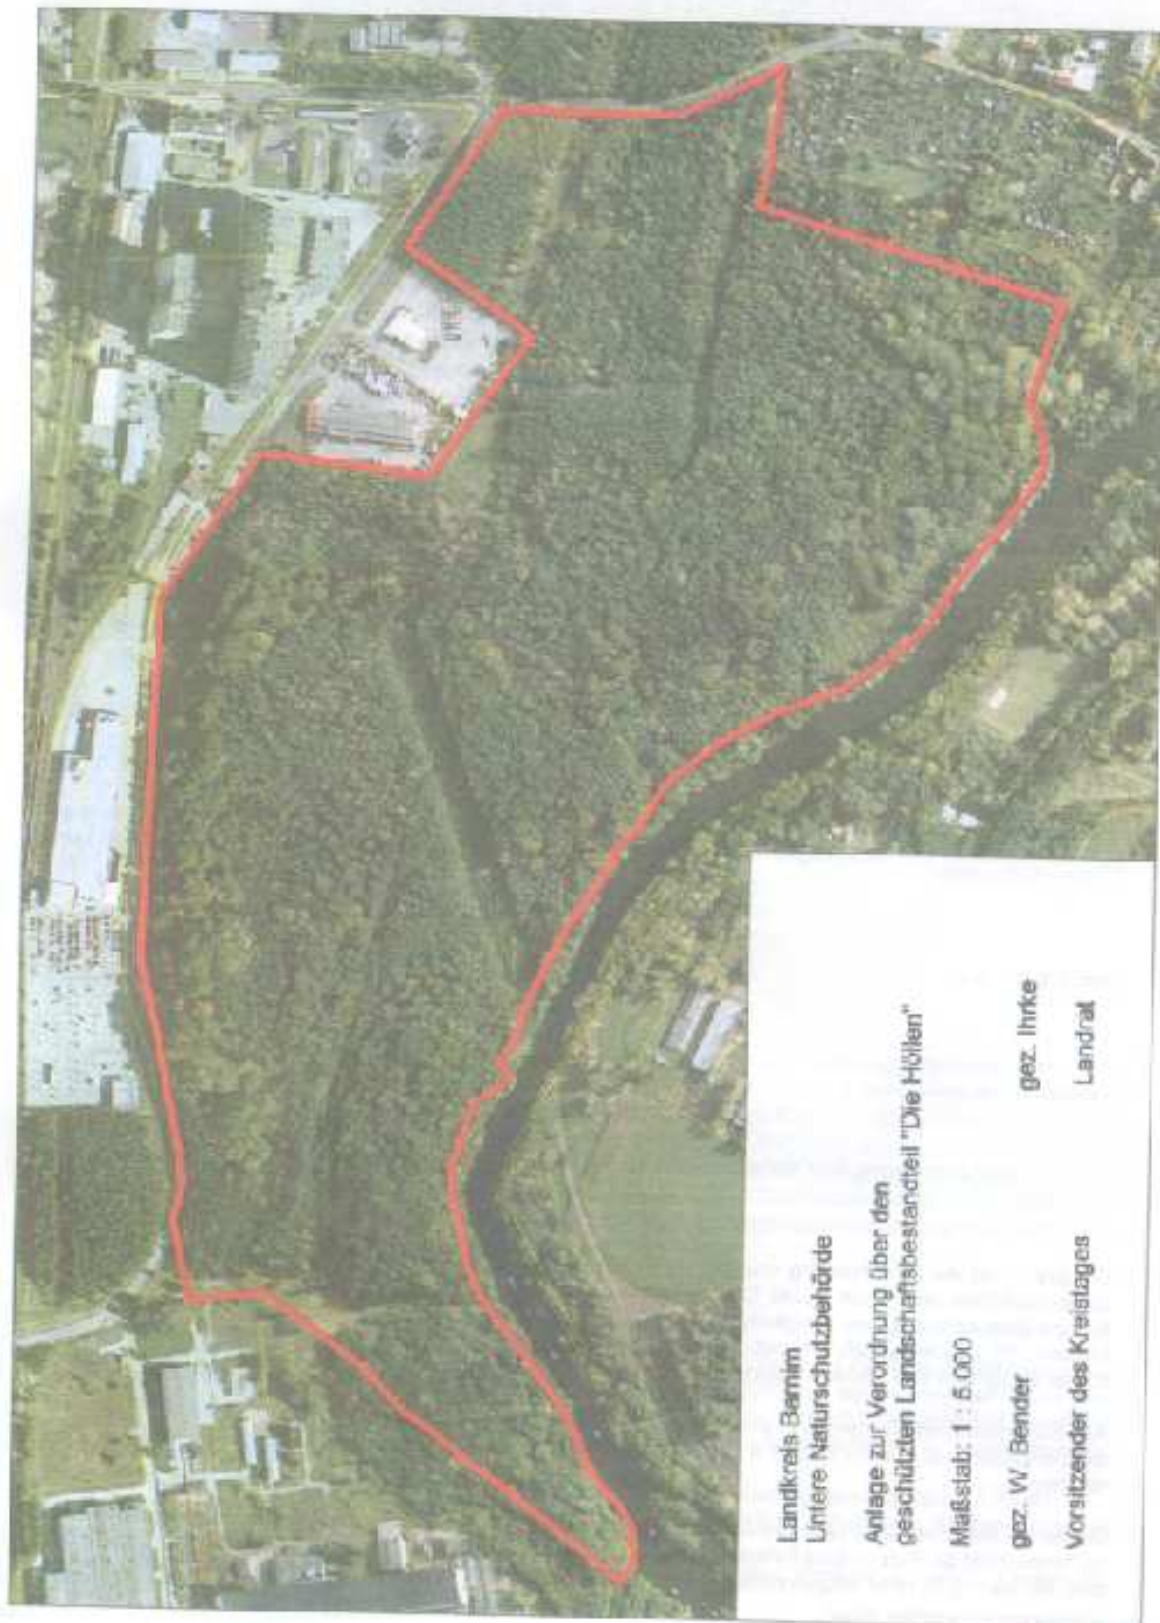 Landkreis Barnim
Untere Naturschutzbehörde
Anlage zur Verordnung über den
geschützten Landschaftsbestandteil "Die Höllen"
Maßstab: 1 : 5.000
gez. W. Bender gez. Ihrke
Vorsitzender des Kreistages Landrat